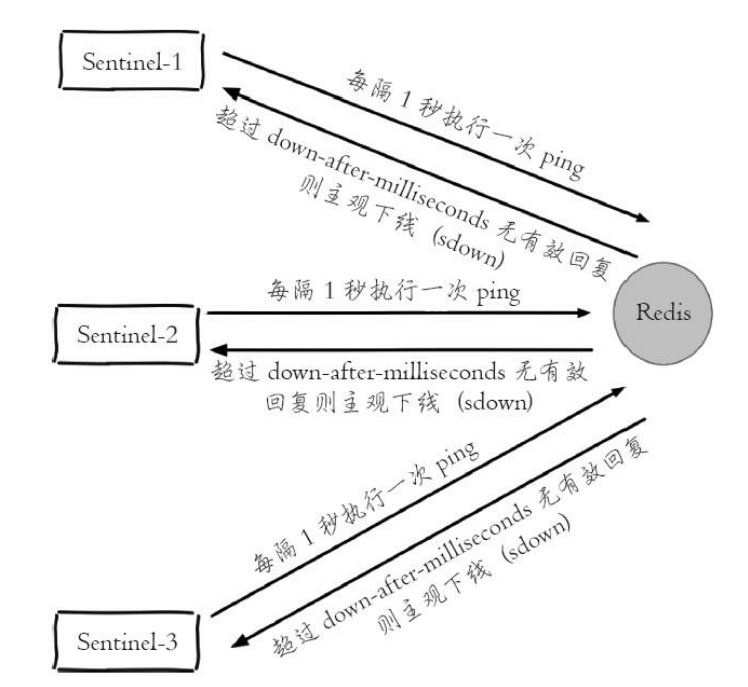 Sentinel-1
每隔 1 秒执行一次 ping
超过 down-after-milliseconds 无有效回复
则主观下线 (sdown)
每隔 1 秒执行一次 ping
Redis
Sentinel-2
超过 down-after-milliseconds 无有效
回复则主观下线 (sdown)
每隔 1 秒执行一次 ping
超过 down-after-milliseconds 无有效回复
则主观下线 (sdown)
Sentinel-3